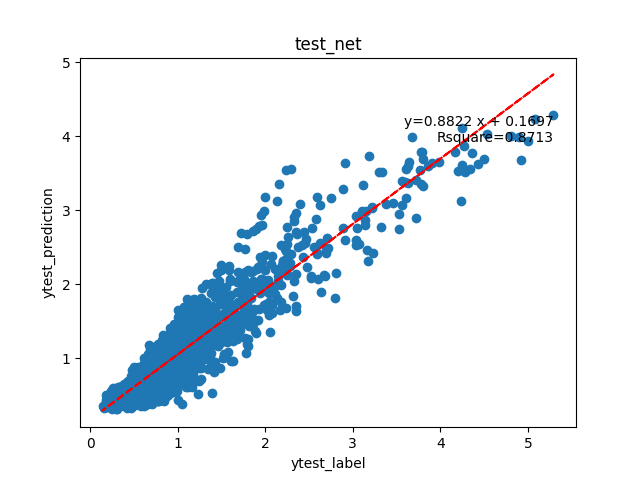 test_net
5
4
3
2
1
ytest_prediction
y=0.8822 x + 0.1697
Rsquare=0.8713
0 1 2 3 4 5
ytest_label